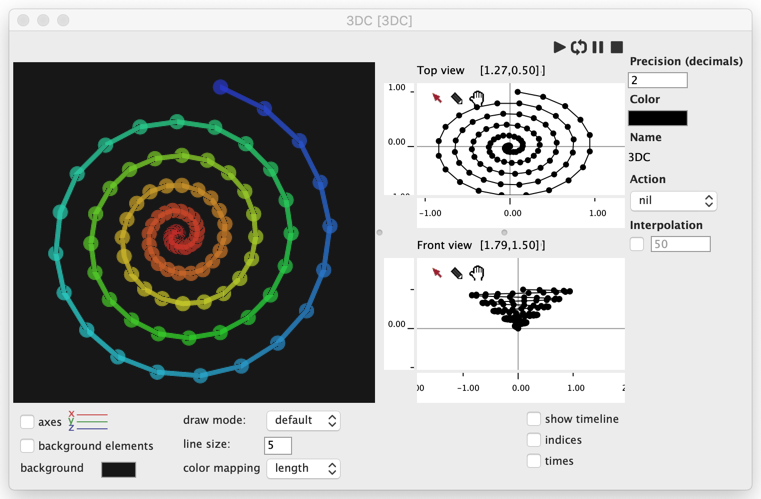 3DC [3DC]
Top view [1.27,0.50]
1.00
0.00
-1.00
-1.00 0.00 1.00
Front view [1.79,1.50]
0.00
-1.00 0.00 1.00
Precision (decimals)
2
Color
Name
3DC
Action
nil
Interpolation
50
axes
X
y
Z
background elements
background
draw mode: default
line size: 5
color mapping length
show timeline
indices
times